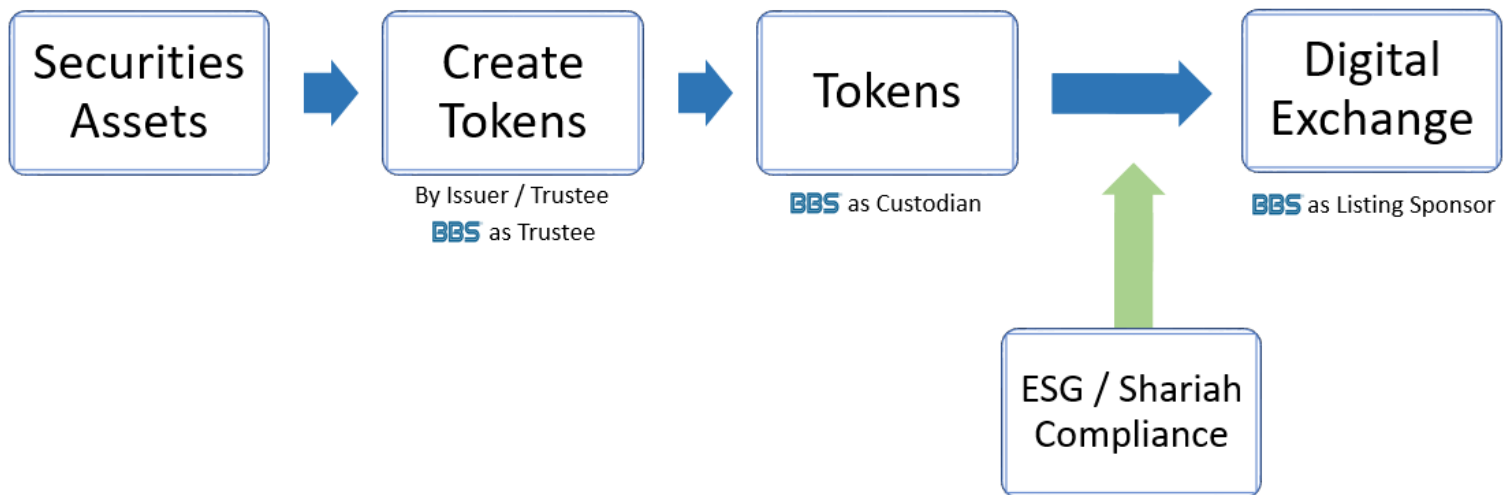 Securities
Assets
Create
Tokens
By Issuer / Trustee
BBS as Trustee
Tokens
BBS as Custodian
Digital
Exchange
BBS as Listing Sponsor
ESG / Shariah
Compliance